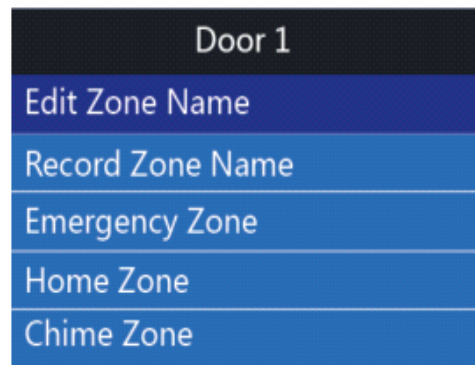 Door 1
Edit Zone Name
Record Zone Name
Emergency Zone
Home Zone
Chime Zone